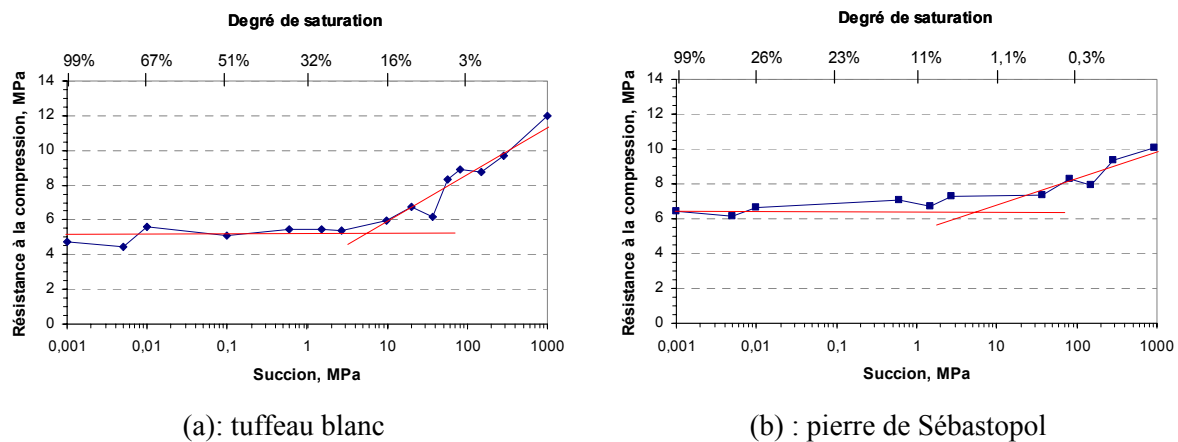 Degré de saturation
99% 67% 51% 32% 16% 3%
14
12
10
8
6
4
2
0
Résistance à la compression, MPa
0,001 0,01 0,1 1 10 100 1000
Succion, MPa
(a): tuffeau blanc
Degré de saturation
99% 26% 23% 11% 1,1% 0,3%
14
12
10
8
6
4
2
0
Résistance à la compression, MPa
0,001 0,01 0,1 1 10 100 1000
Succion, MPa
(b) : pierre de Sébastopol